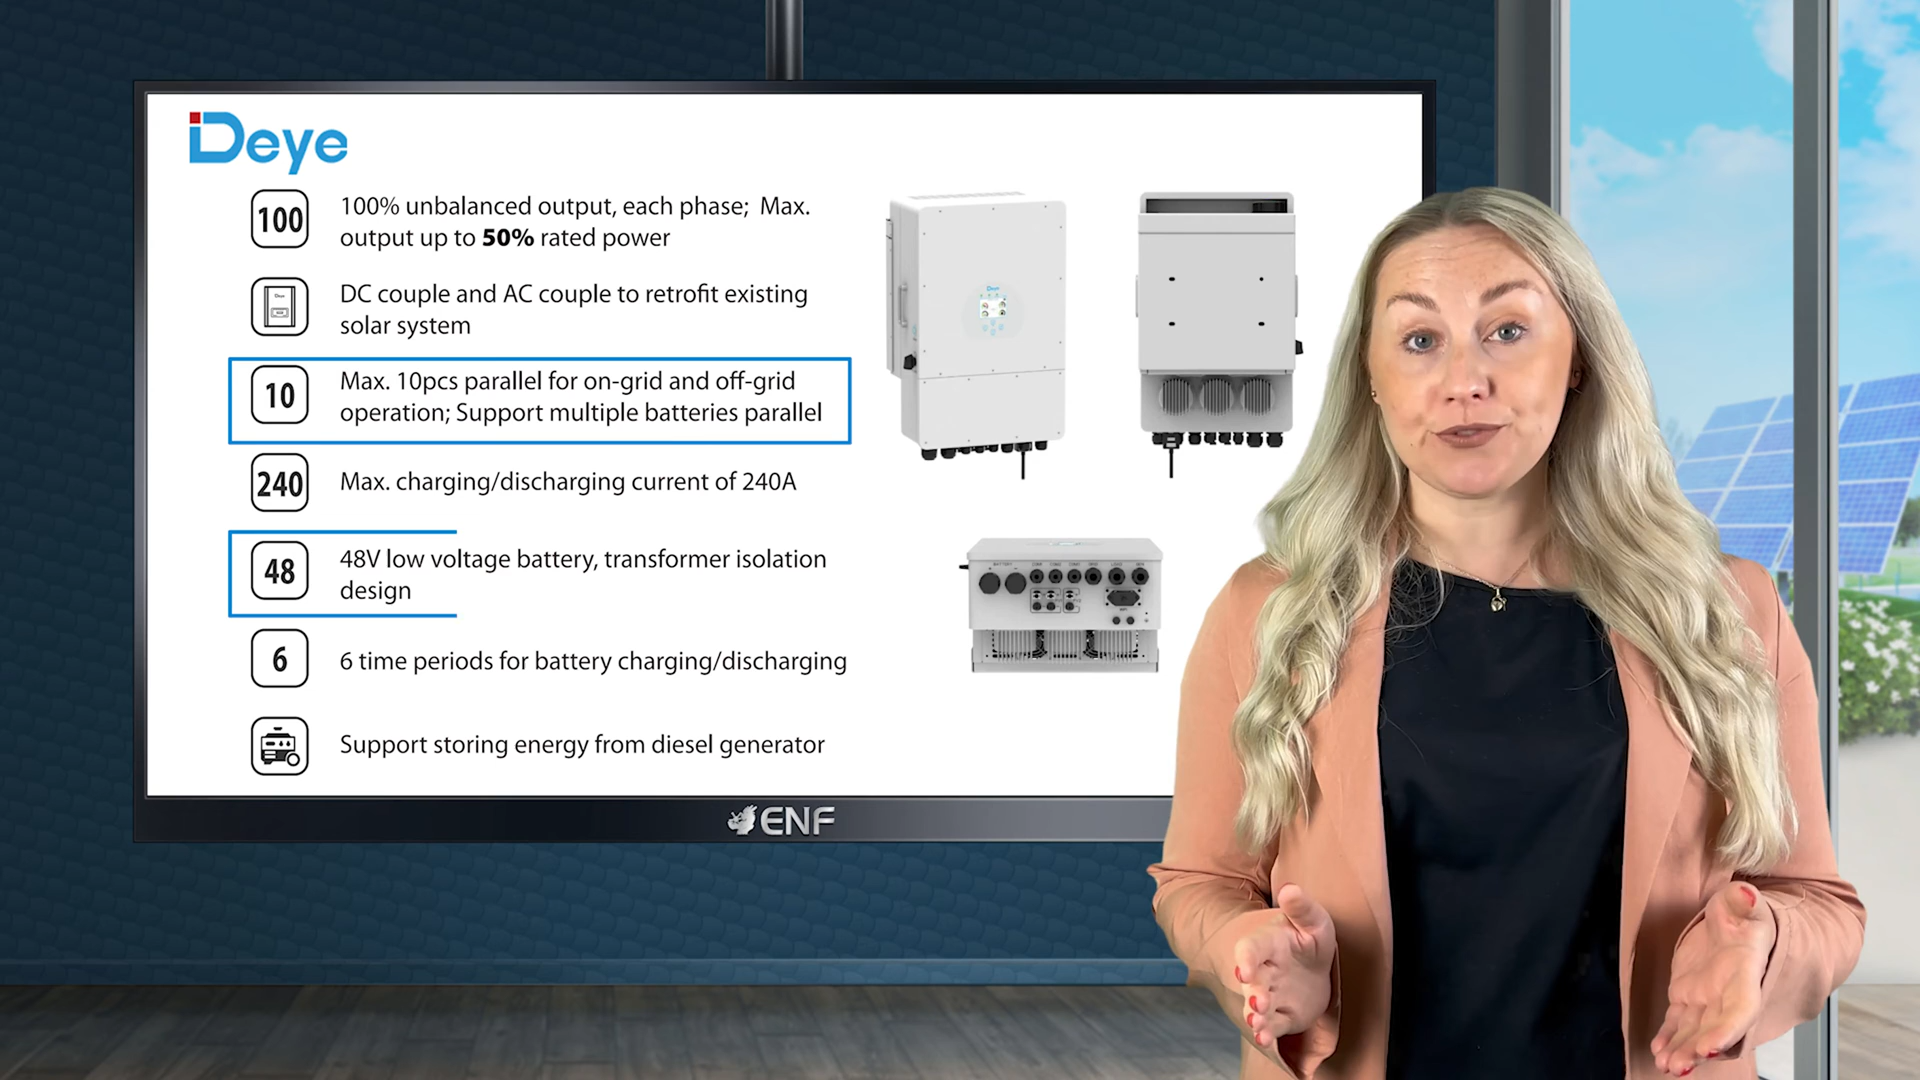 Deye
100
100% unbalanced output, each phase; Max.
output up to 50% rated power
DC couple and AC couple to retrofit existing
solar system
10
Max. 10pcs parallel for on-grid and off-grid
operation; Support multiple batteries parallel
240
Max. charging/discharging current of 240A
48
48V low voltage battery, transformer isolation
design
6
6 time periods for battery charging/discharging
Support storing energy from diesel generator
Deye
BATTERY
ENF